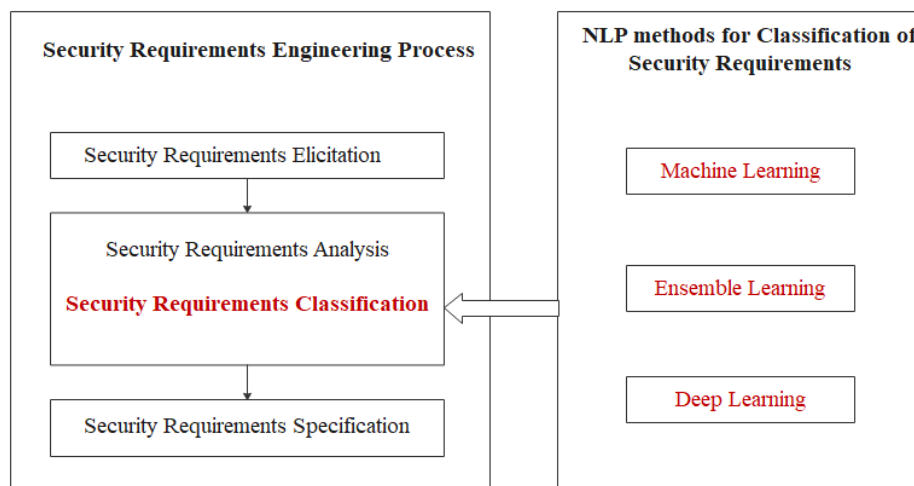 Security Requirements Engineering Process
Security Requirements Elicitation
Security Requirements Analysis
Security Requirements Classification
Security Requirements Specification
NLP methods for Classification of
Security Requirements
Machine Learning
Ensemble Learning
Deep Learning